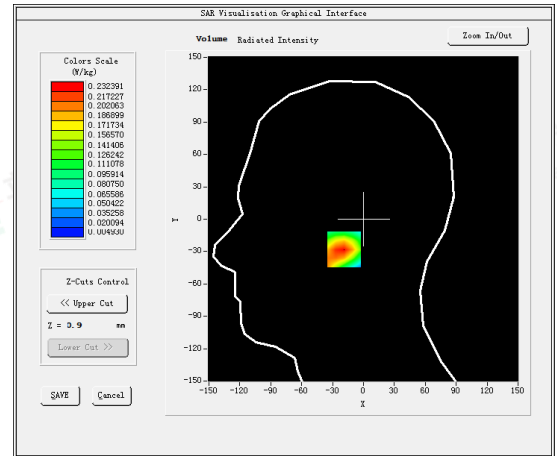 SAR Visualisation Graphical Interface
Volume Radiated Intensity
Zoom In/Out
Colors Scale
(W/kg)
0.232391
0.217227
0.202063
0.186899
0.171734
0.156570
0.141406
0.126242
0.111078
0.095914
0.080750
0.065586
0.050422
0.035258
0.020094
0.004930
Z-Cuts Control
<< Upper Cut
Z = 0.9 mm
Lower Cut >>
SAVE Cancel
150
120
90
60
30
0
-30
-60
-90
-120
-150
Y
-150 -120 -90 -60 -30 0 30 60 90 120 150
X